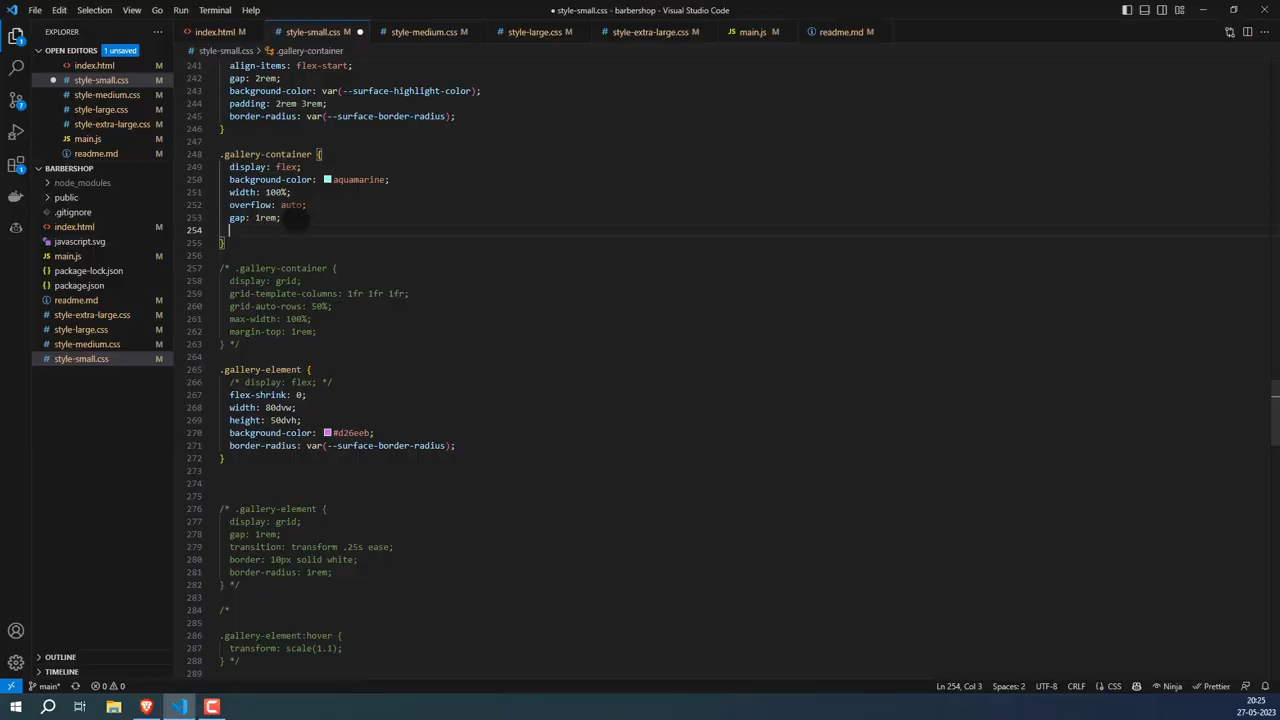 File Edit Selection View Go Run Terminal Help
● style-small.css - barbershop - Visual Studio Code
EXPLORER
OPEN EDITORS 1 unsaved
index.html M
style-small.css M
style-medium.css M
style-large.css M
style-extra-large.css M
main.js M
readme.md M
BARBERSHOP
node_modules
public
.gitignore
index.html M
javascript.svg
main.js M
package-lock.json
package.json
readme.md M
style-extra-large.css M
style-large.css M
style-medium.css M
style-small.css M
OUTLINE
TIMELINE
index.html M style-small.css M style-medium.css M style-large.css M style-extra-large.css M main.js M readme.md M
style-small.css > .gallery-container
241 align-items: flex-start;
242 gap: 2rem;
243 background-color: var(--surface-highlight-color);
244 padding: 2rem 3rem;
245 border-radius: var(--surface-border-radius);
246 }
247
248 .gallery-container {
249 display: flex;
250 background-color: aquamarine;
251 width: 100%;
252 overflow: auto;
253 gap: 1rem;
254
255 }
256
257 /* .gallery-container {
258 display: grid;
259 grid-template-columns: 1fr 1fr 1fr;
260 grid-auto-rows: 50%;
261 max-width: 100%;
262 margin-top: 1rem;
263 } */
264
265 .gallery-element {
266 /* display: flex; */
267 flex-shrink: 0;
268 width: 80dvw;
269 height: 50dvh;
270 background-color: #d26eeb;
271 border-radius: var(--surface-border-radius);
272 }
273
274
275
276 /* .gallery-element {
277 display: grid;
278 gap: 1rem;
279 transition: transform .25s ease;
280 border: 10px solid white;
281 border-radius: 1rem;
282 } */
283
284 /*
285
286 .gallery-element:hover {
287 transform: scale(1.1);
288 } */
289
7
1
1
main* 0 0
Ln 254, Col 3 Spaces: 2 UTF-8 CRLF CSS Ninja Prettier
20:25
27-05-2023